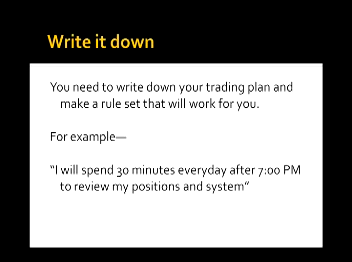 Write it down
You need to write down your trading plan and
make a rule set that will work for you.
For example—
“I will spend 30 minutes everyday after 7:00 PM
to review my positions and system”